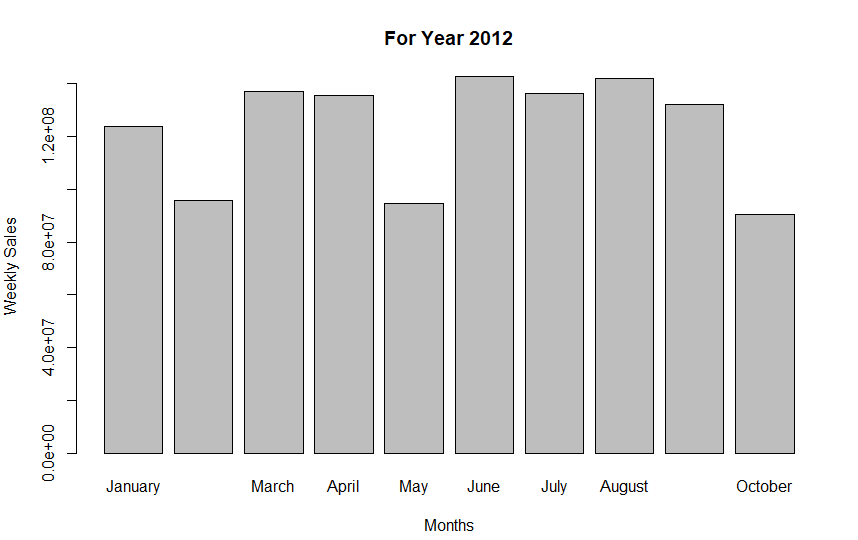 For Year 2012
Weekly Sales
1.2e+08
8.0e+07
4.0e+07
0.0e+00
January March April May June July August October
Months